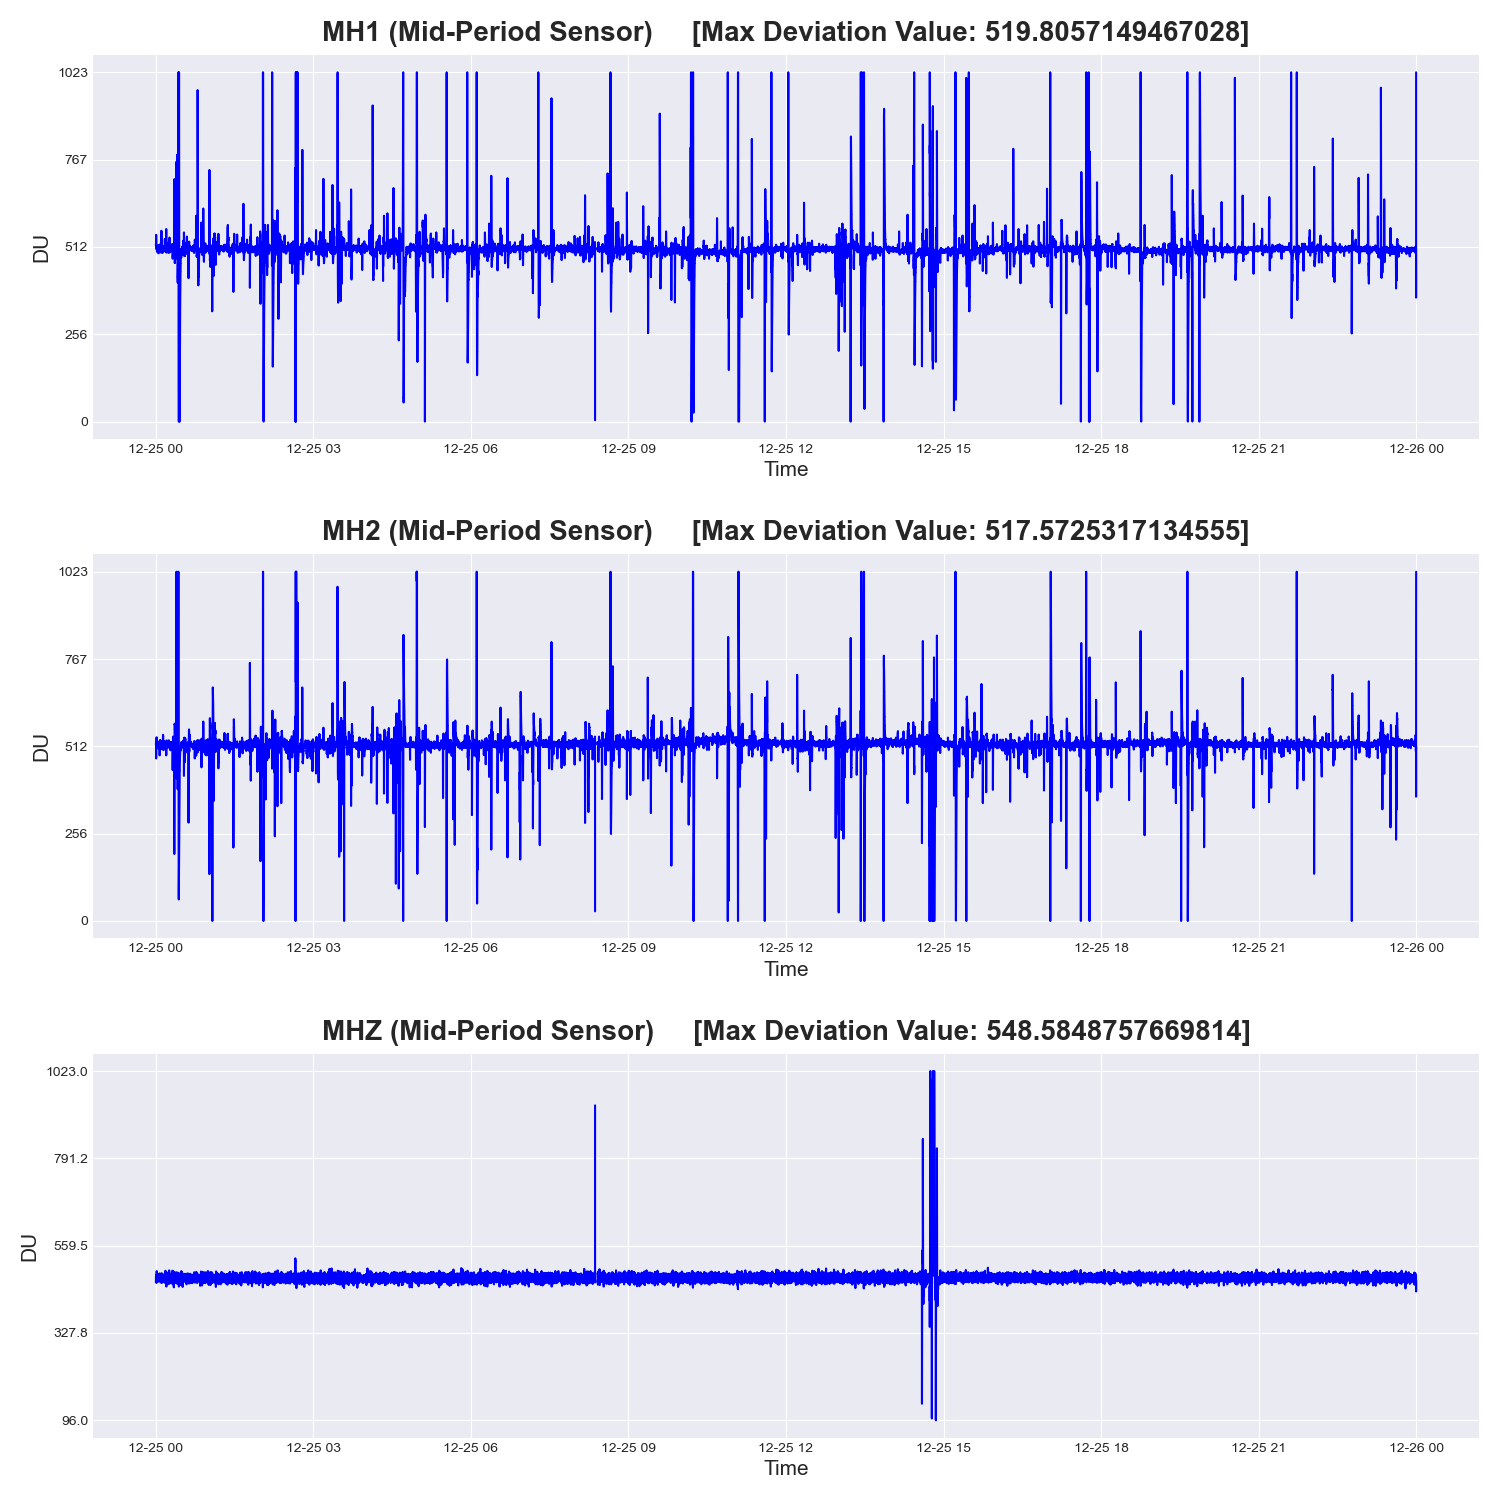 MH1 (Mid-Period Sensor) [Max Deviation Value: 519.8057149467028]
1023
767
512
256
0
DU
12-25 00 12-25 03 12-25 06 12-25 09 12-25 12 12-25 15 12-25 18 12-25 21 12-26 00
Time
MH2 (Mid-Period Sensor) [Max Deviation Value: 517.5725317134555]
1023
767
512
256
0
DU
12-25 00 12-25 03 12-25 06 12-25 09 12-25 12 12-25 15 12-25 18 12-25 21 12-26 00
Time
MHZ (Mid-Period Sensor) [Max Deviation Value: 548.5848757669814]
1023.0
791.2
559.5
327.8
96.0
DU
12-25 00 12-25 03 12-25 06 12-25 09 12-25 12 12-25 15 12-25 18 12-25 21 12-26 00
Time